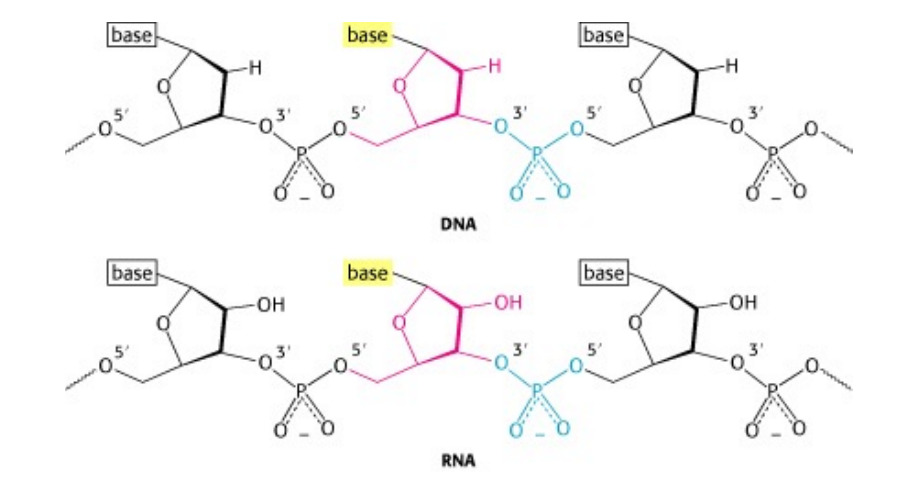 base base base
H H H
O O O
O 5′ O 3′ O 5′ O 3′ O 5′ O 3′ O
P P P
O − O O − O O − O
DNA
base base base
OH OH OH
O O O
O 5′ O 3′ O 5′ O 3′ O 5′ O 3′ O
P P P
O − O O − O O − O
RNA